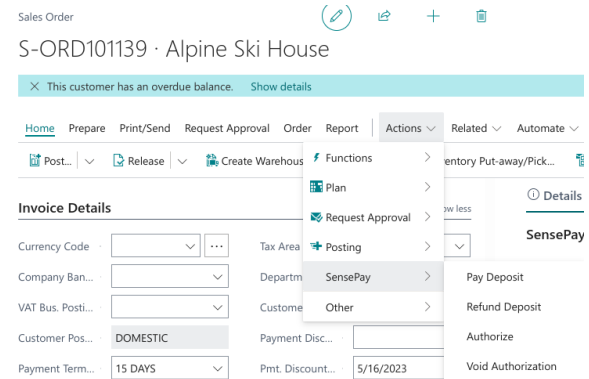 Sales Order
S-ORD101139 · Alpine Ski House
This customer has an overdue balance. Show details
Home Prepare Print/Send Request Approval Order Report Actions Related Automate
Post... Release Create Warehous entory Put-away/Pick...
Functions
Plan
Request Approval
Posting
SensePay
Other
Pay Deposit
Refund Deposit
Authorize
Void Authorization
Invoice Details
ow less
Details
SensePay
Currency Code ... Tax Area
Company Ban... Departm
VAT Bus. Posti... Custome
Customer Pos... DOMESTIC Payment Disc...
Payment Term... 15 DAYS Pmt. Discount... 5/16/2023